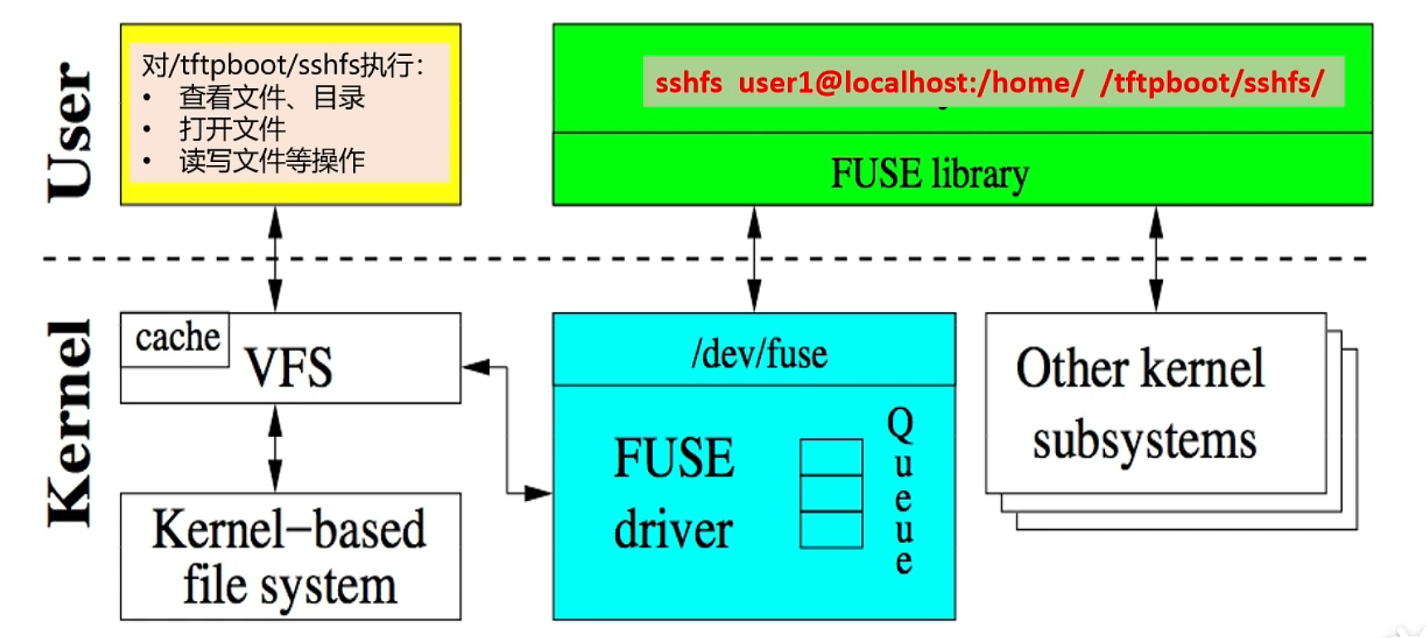 User
对/tftpboot/sshfs执行：
• 查看文件、目录
• 打开文件
• 读写文件等操作
sshfs user1@localhost:/home/ /tftpboot/sshfs/
FUSE library
Kernel
cache
VFS
Kernel-based
file system
/dev/fuse
FUSE
driver
Queue
Other kernel
subsystems